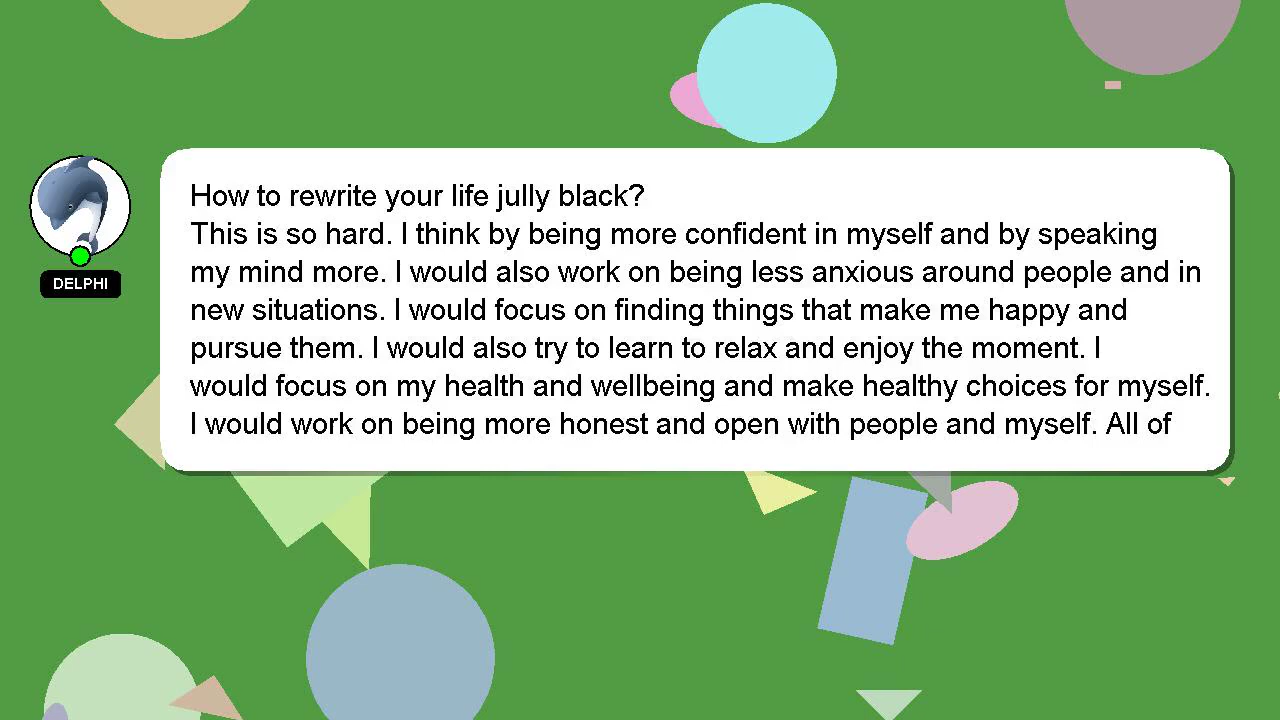 How to rewrite your life jully black?
This is so hard. I think by being more confident in myself and by speaking
my mind more. I would also work on being less anxious around people and in
new situations. I would focus on finding things that make me happy and
pursue them. I would also try to learn to relax and enjoy the moment. I
would focus on my health and wellbeing and make healthy choices for myself.
I would work on being more honest and open with people and myself. All of
DELPHI